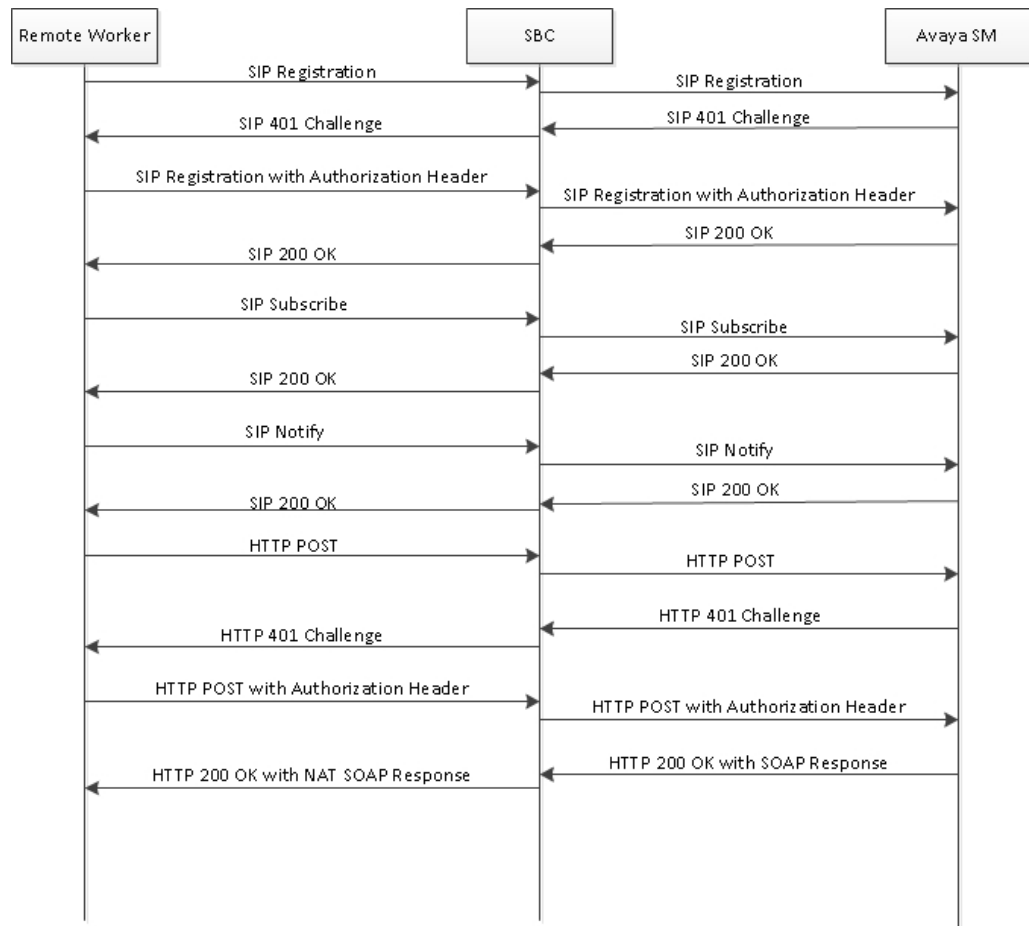 Remote Worker
SBC
Avaya SM
SIP Registration
SIP Registration
SIP 401 Challenge
SIP 401 Challenge
SIP Registration with Authorization Header
SIP Registration with Authorization Header
SIP 200 OK
SIP 200 OK
SIP Subscribe
SIP Subscribe
SIP 200 OK
SIP 200 OK
SIP Notify
SIP Notify
SIP 200 OK
SIP 200 OK
HTTP POST
HTTP POST
HTTP 401 Challenge
HTTP 401 Challenge
HTTP POST with Authorization Header
HTTP POST with Authorization Header
HTTP 200 OK with SOAP Response
HTTP 200 OK with NAT SOAP Response